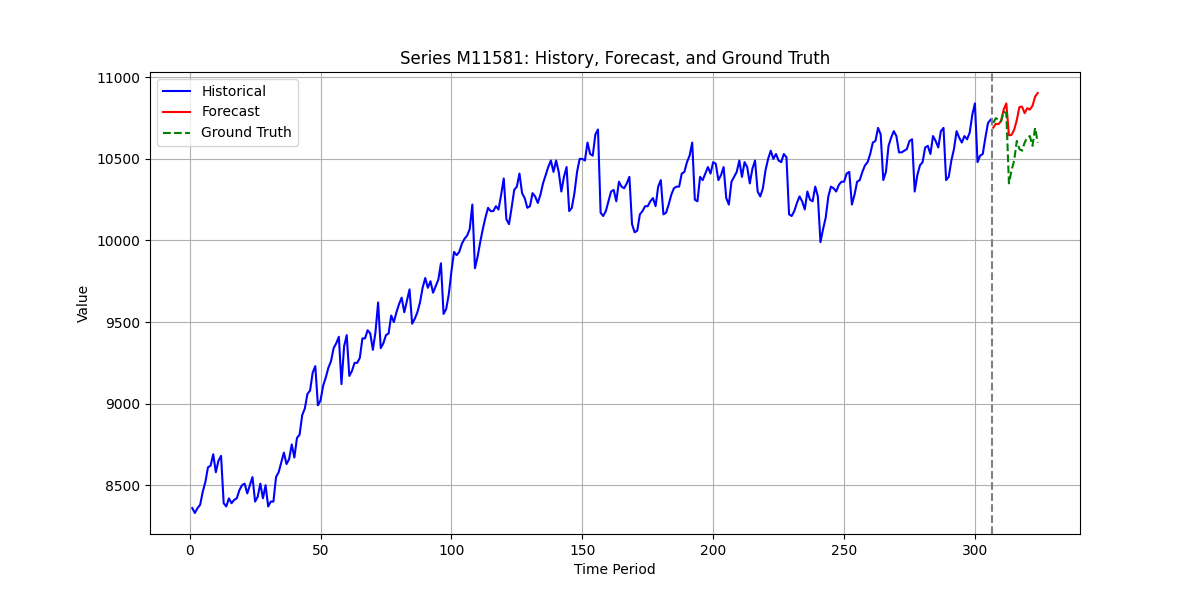 Series M11581: History, Forecast, and Ground Truth
11000
10500
10000
9500
9000
8500
Value
Historical
Forecast
Ground Truth
0
50
100
150
200
250
300
Time Period